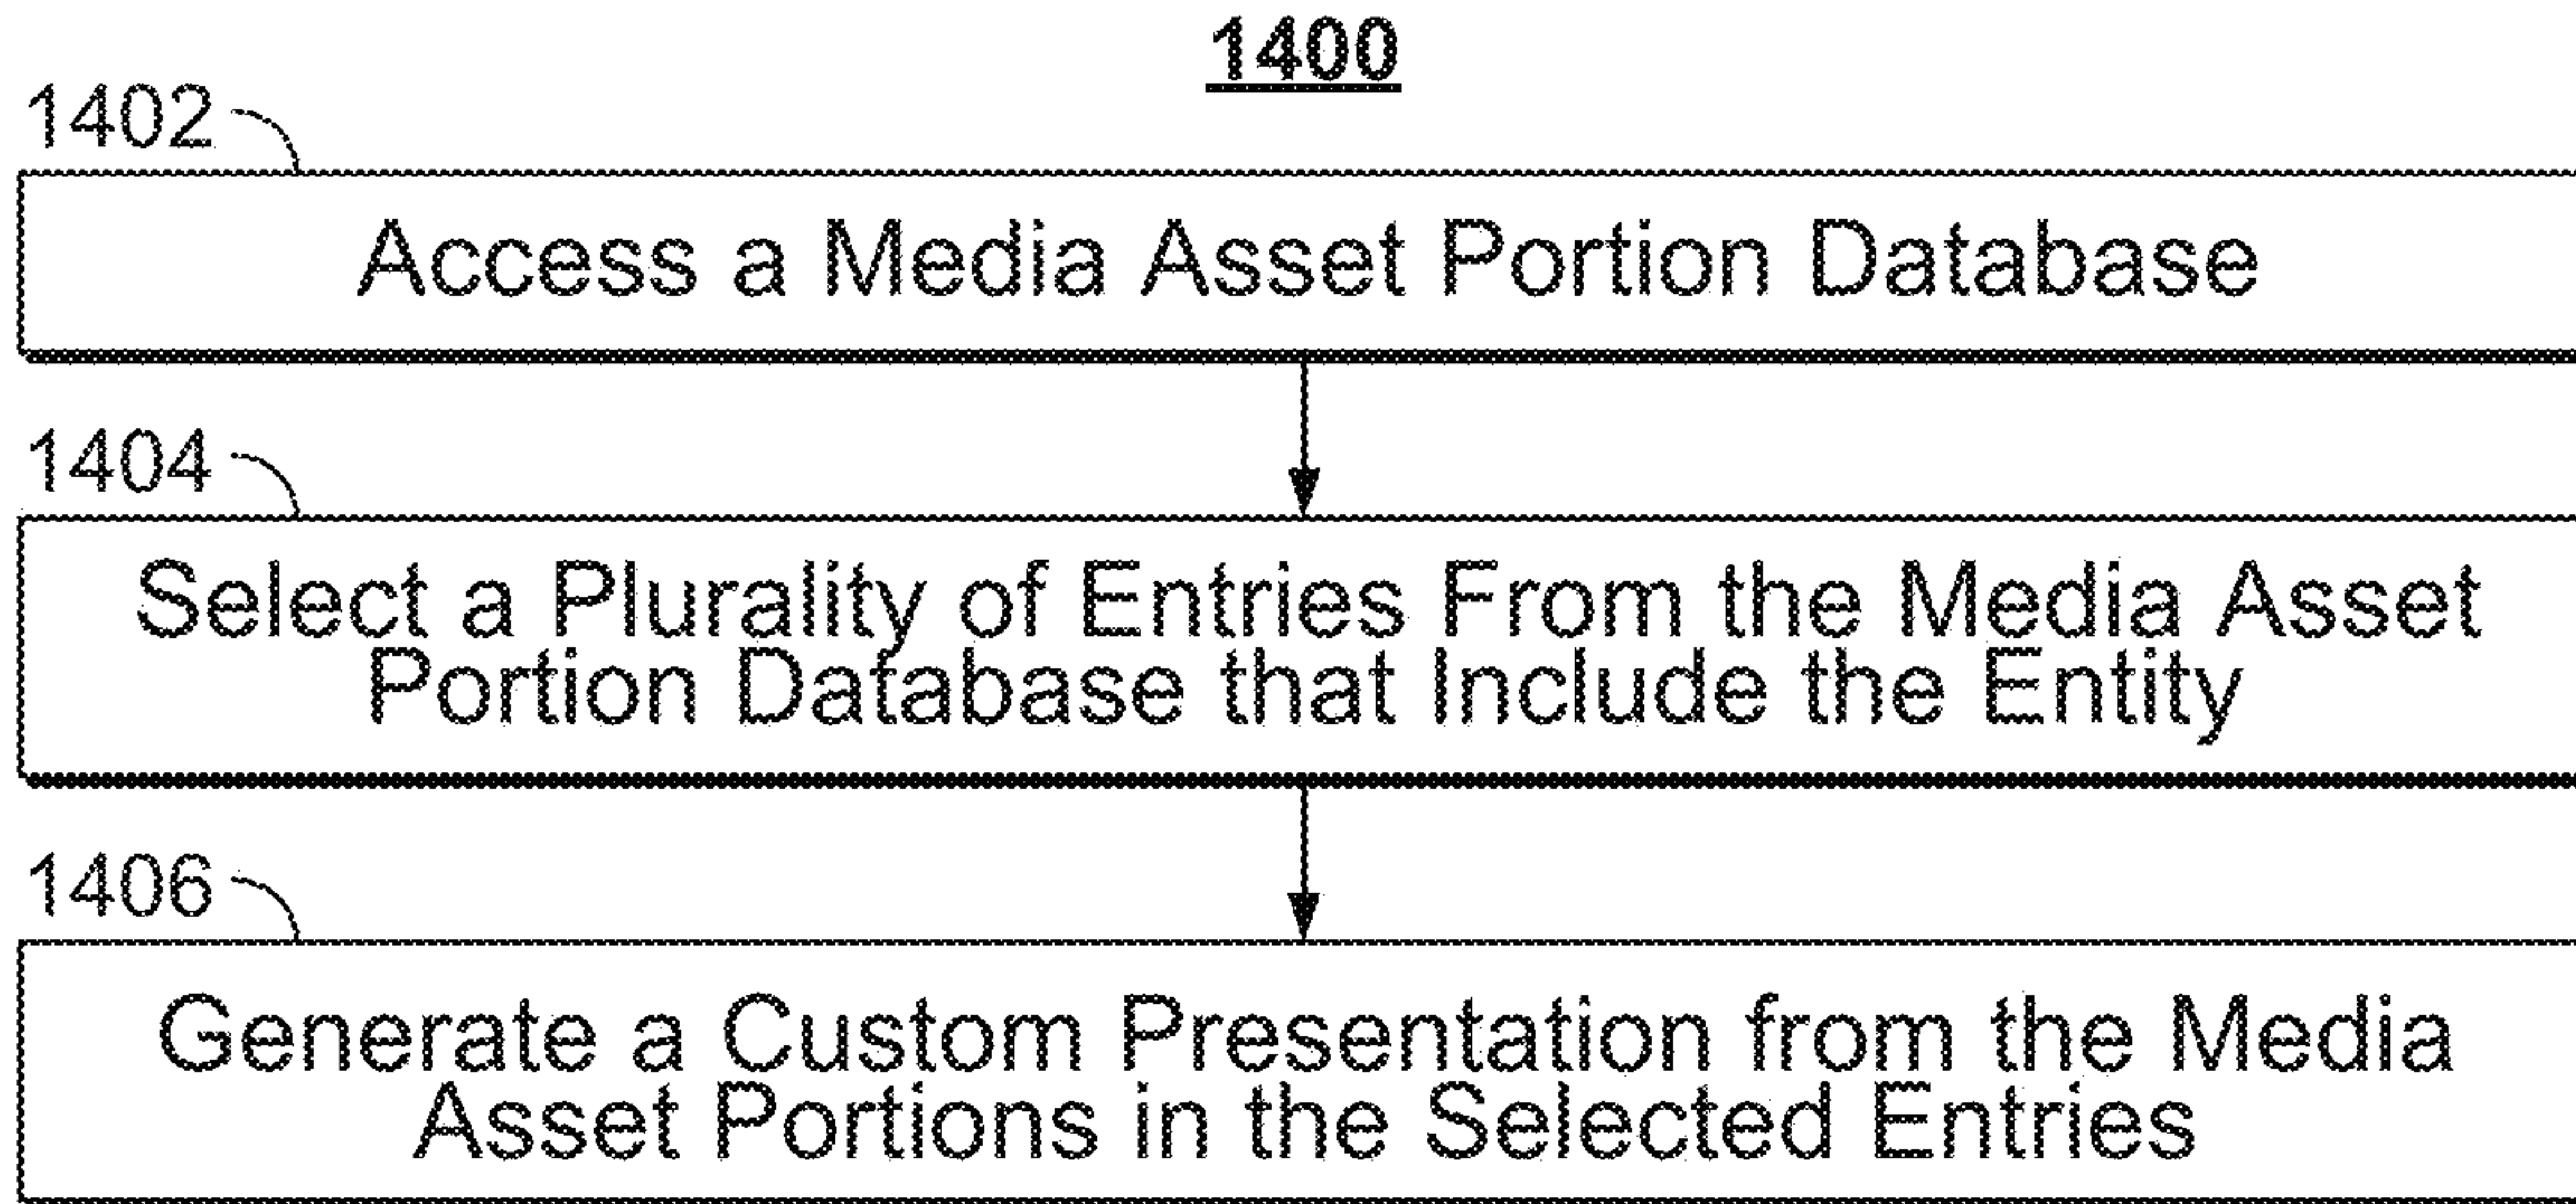 1400
1402
Access a Media Asset Portion Database
1404
Select a Plurality of Entries From the Media Asset
Portion Database that Include the Entity
1406
Generate a Custom Presentation from the Media
Asset Portions in the Selected Entries